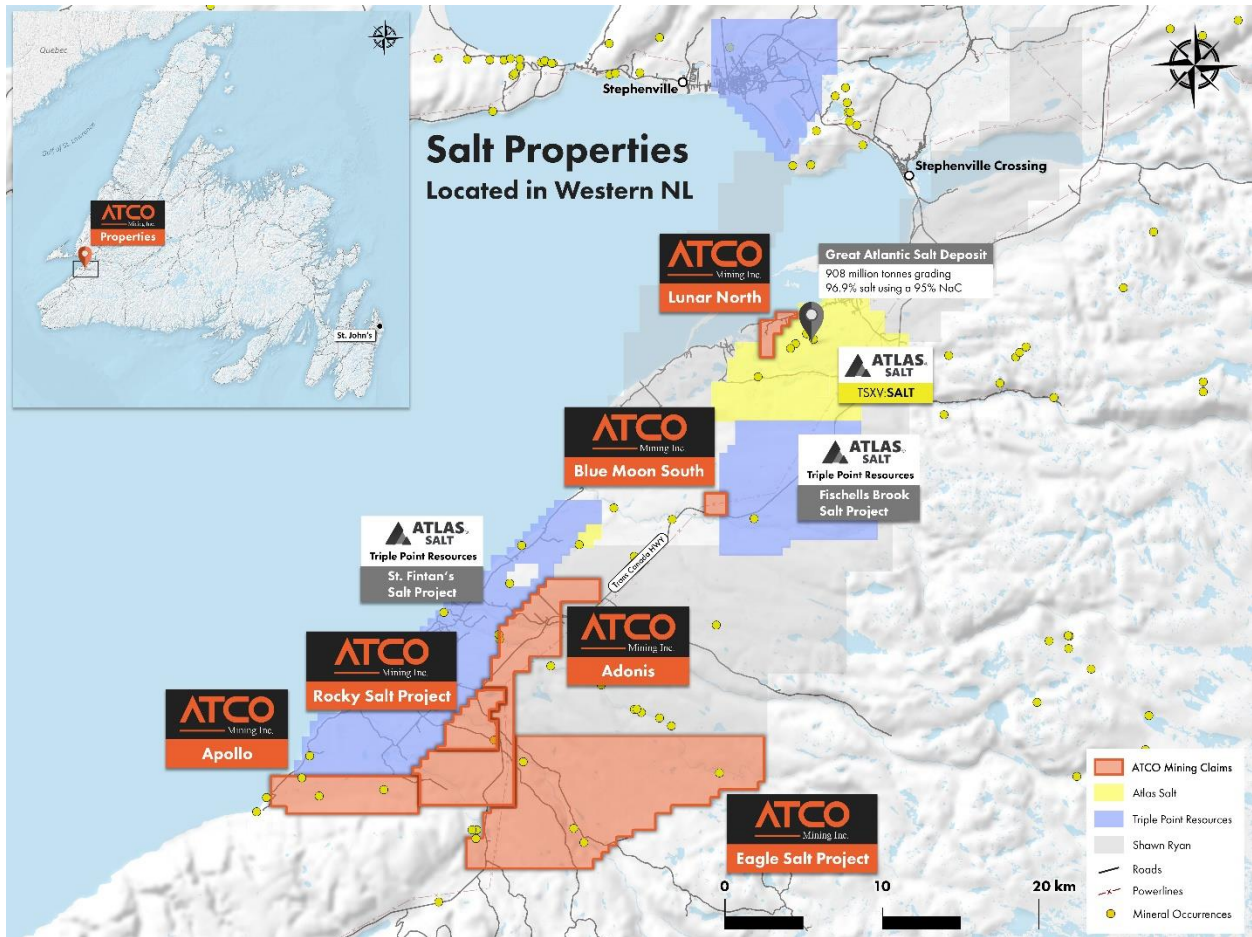 Quebec
Gulf of St. Lawrence
ATCO
Mining Inc.
Properties
St. John's
Salt Properties
Located in Western NL
Stephenville
Stephenville Crossing
ATCO
Mining Inc.
Lunar North
Great Atlantic Salt Deposit
908 million tonnes grading
96.9% salt using a 95% NaC
ATLAS
SALT
TSXV:SALT
ATCO
Mining Inc.
Blue Moon South
ATLAS
SALT
Triple Point Resources
Fischells Brook
Salt Project
ATLAS
SALT
Triple Point Resources
St. Fintan's
Salt Project
Trans Canada HWY
ATCO
Mining Inc.
Adonis
ATCO
Mining Inc.
Rocky Salt Project
ATCO
Mining Inc.
Apollo
ATCO
Mining Inc.
Eagle Salt Project
ATCO Mining Claims
Atlas Salt
Triple Point Resources
Shawn Ryan
Roads
Powerlines
Mineral Occurrences
0 10 20 km